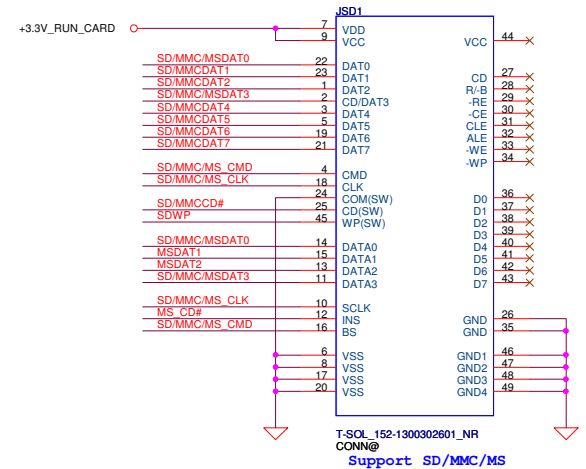 JSD1
+3.3V_RUN_CARD
7 VDD
9 VCC
VCC 44
SD/MMC/MSDAT0 22 DAT0
SD/MMCDAT1 23 DAT1
SD/MMCDAT2 1 DAT2
SD/MMC/MSDAT3 2 CD/DAT3
SD/MMCDAT4 3 DAT4
SD/MMCDAT5 5 DAT5
SD/MMCDAT6 19 DAT6
SD/MMCDAT7 21 DAT7
CD 27
R/-B 28
-RE 29
-CE 30
CLE 31
ALE 32
-WE 33
-WP 34
SD/MMC/MS_CMD 4 CMD
SD/MMC/MS_CLK 18 CLK
24 COM(SW)
SD/MMCCD# 25 CD(SW)
SDWP 45 WP(SW)
D0 36
D1 37
D2 38
D3 39
D4 40
D5 41
D6 42
D7 43
SD/MMC/MSDAT0 14 DATA0
MSDAT1 15 DATA1
MSDAT2 13 DATA2
SD/MMC/MSDAT3 11 DATA3
SD/MMC/MS_CLK 10 SCLK
MS_CD# 12 INS
SD/MMC/MS_CMD 16 BS
GND 26
GND 35
6 VSS
8 VSS
17 VSS
20 VSS
GND1 46
GND2 47
GND3 48
GND4 49
T-SOL_152-1300302601_NR
CONN@
Support SD/MMC/MS